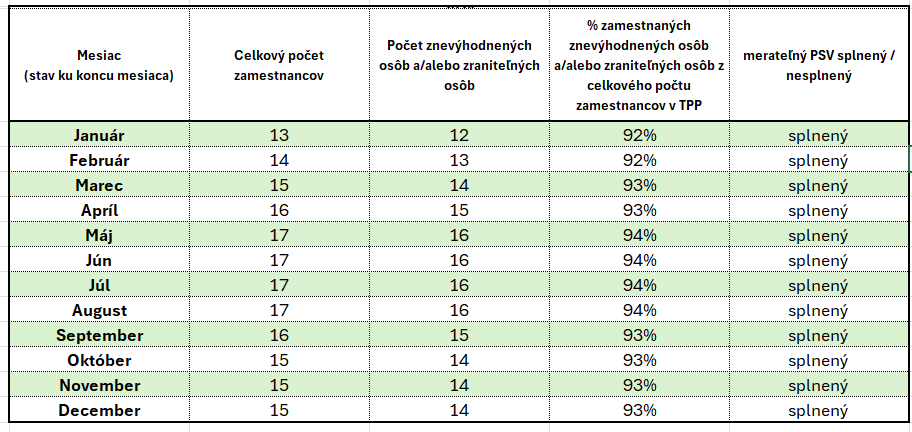 Mesiac
(stav ku koncu mesiaca)
Celkový počet
zamestnancov
Počet znevýhodnených
osôb a/alebo zraniteľných
osôb
% zamestnaných
znevýhodnených osôb
a/alebo zraniteľných osôb z
celkového počtu
zamestnancov v TPP
merateľný PSV splnený /
nesplnený
Január 13 12 92% splnený
Február 14 13 92% splnený
Marec 15 14 93% splnený
Apríl 16 15 93% splnený
Máj 17 16 94% splnený
Jún 17 16 94% splnený
Júl 17 16 94% splnený
August 17 16 94% splnený
September 16 15 93% splnený
Október 15 14 93% splnený
November 15 14 93% splnený
December 15 14 93% splnený